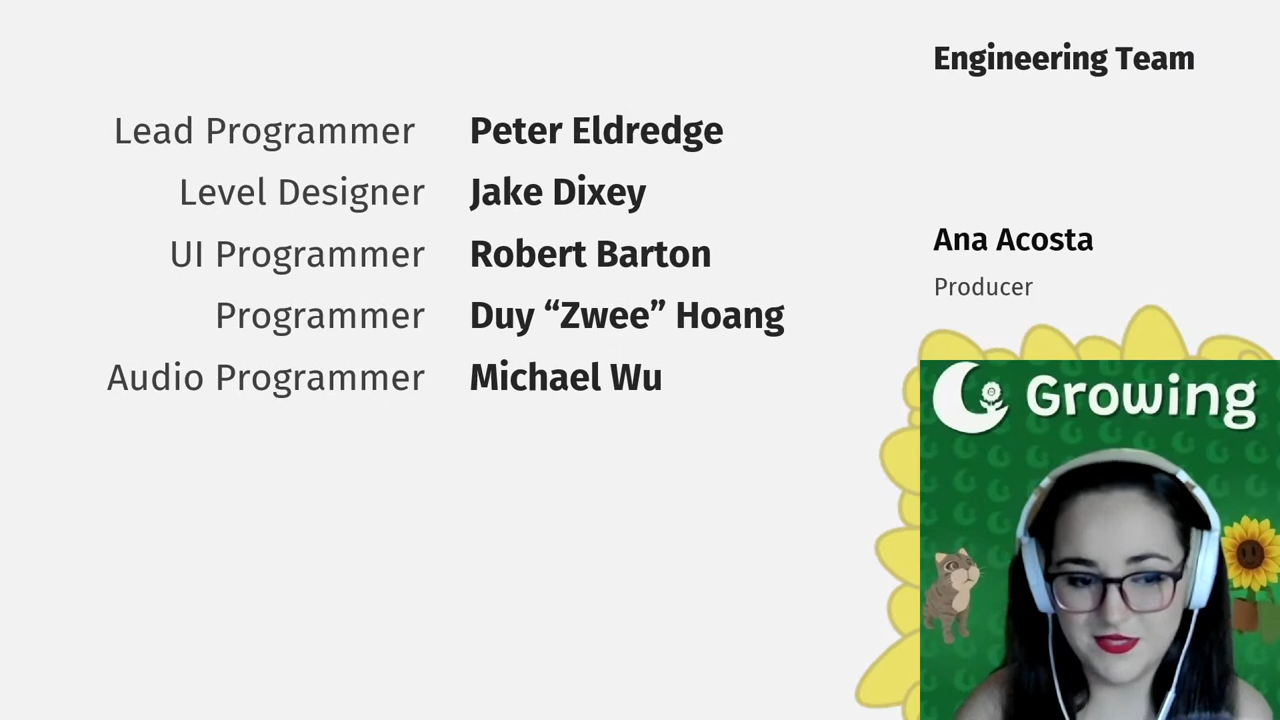 Engineering Team
Lead Programmer Peter Eldredge
Level Designer Jake Dixey
UI Programmer Robert Barton
Programmer Duy “Zwee” Hoang
Audio Programmer Michael Wu
Ana Acosta
Producer
Growing